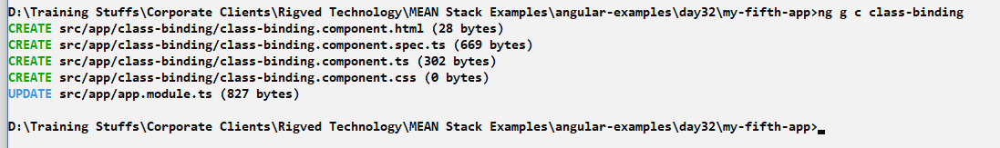 D:\Training Stuffs\Corporate Clients\Rigved Technology\MEAN Stack Examples\angular-examples\day32\my-fifth-app>ng g c class-binding
CREATE src/app/class-binding/class-binding.component.html (28 bytes)
CREATE src/app/class-binding/class-binding.component.spec.ts (669 bytes)
CREATE src/app/class-binding/class-binding.component.ts (302 bytes)
CREATE src/app/class-binding/class-binding.component.css (0 bytes)
UPDATE src/app/app.module.ts (827 bytes)
D:\Training Stuffs\Corporate Clients\Rigved Technology\MEAN Stack Examples\angular-examples\day32\my-fifth-app>